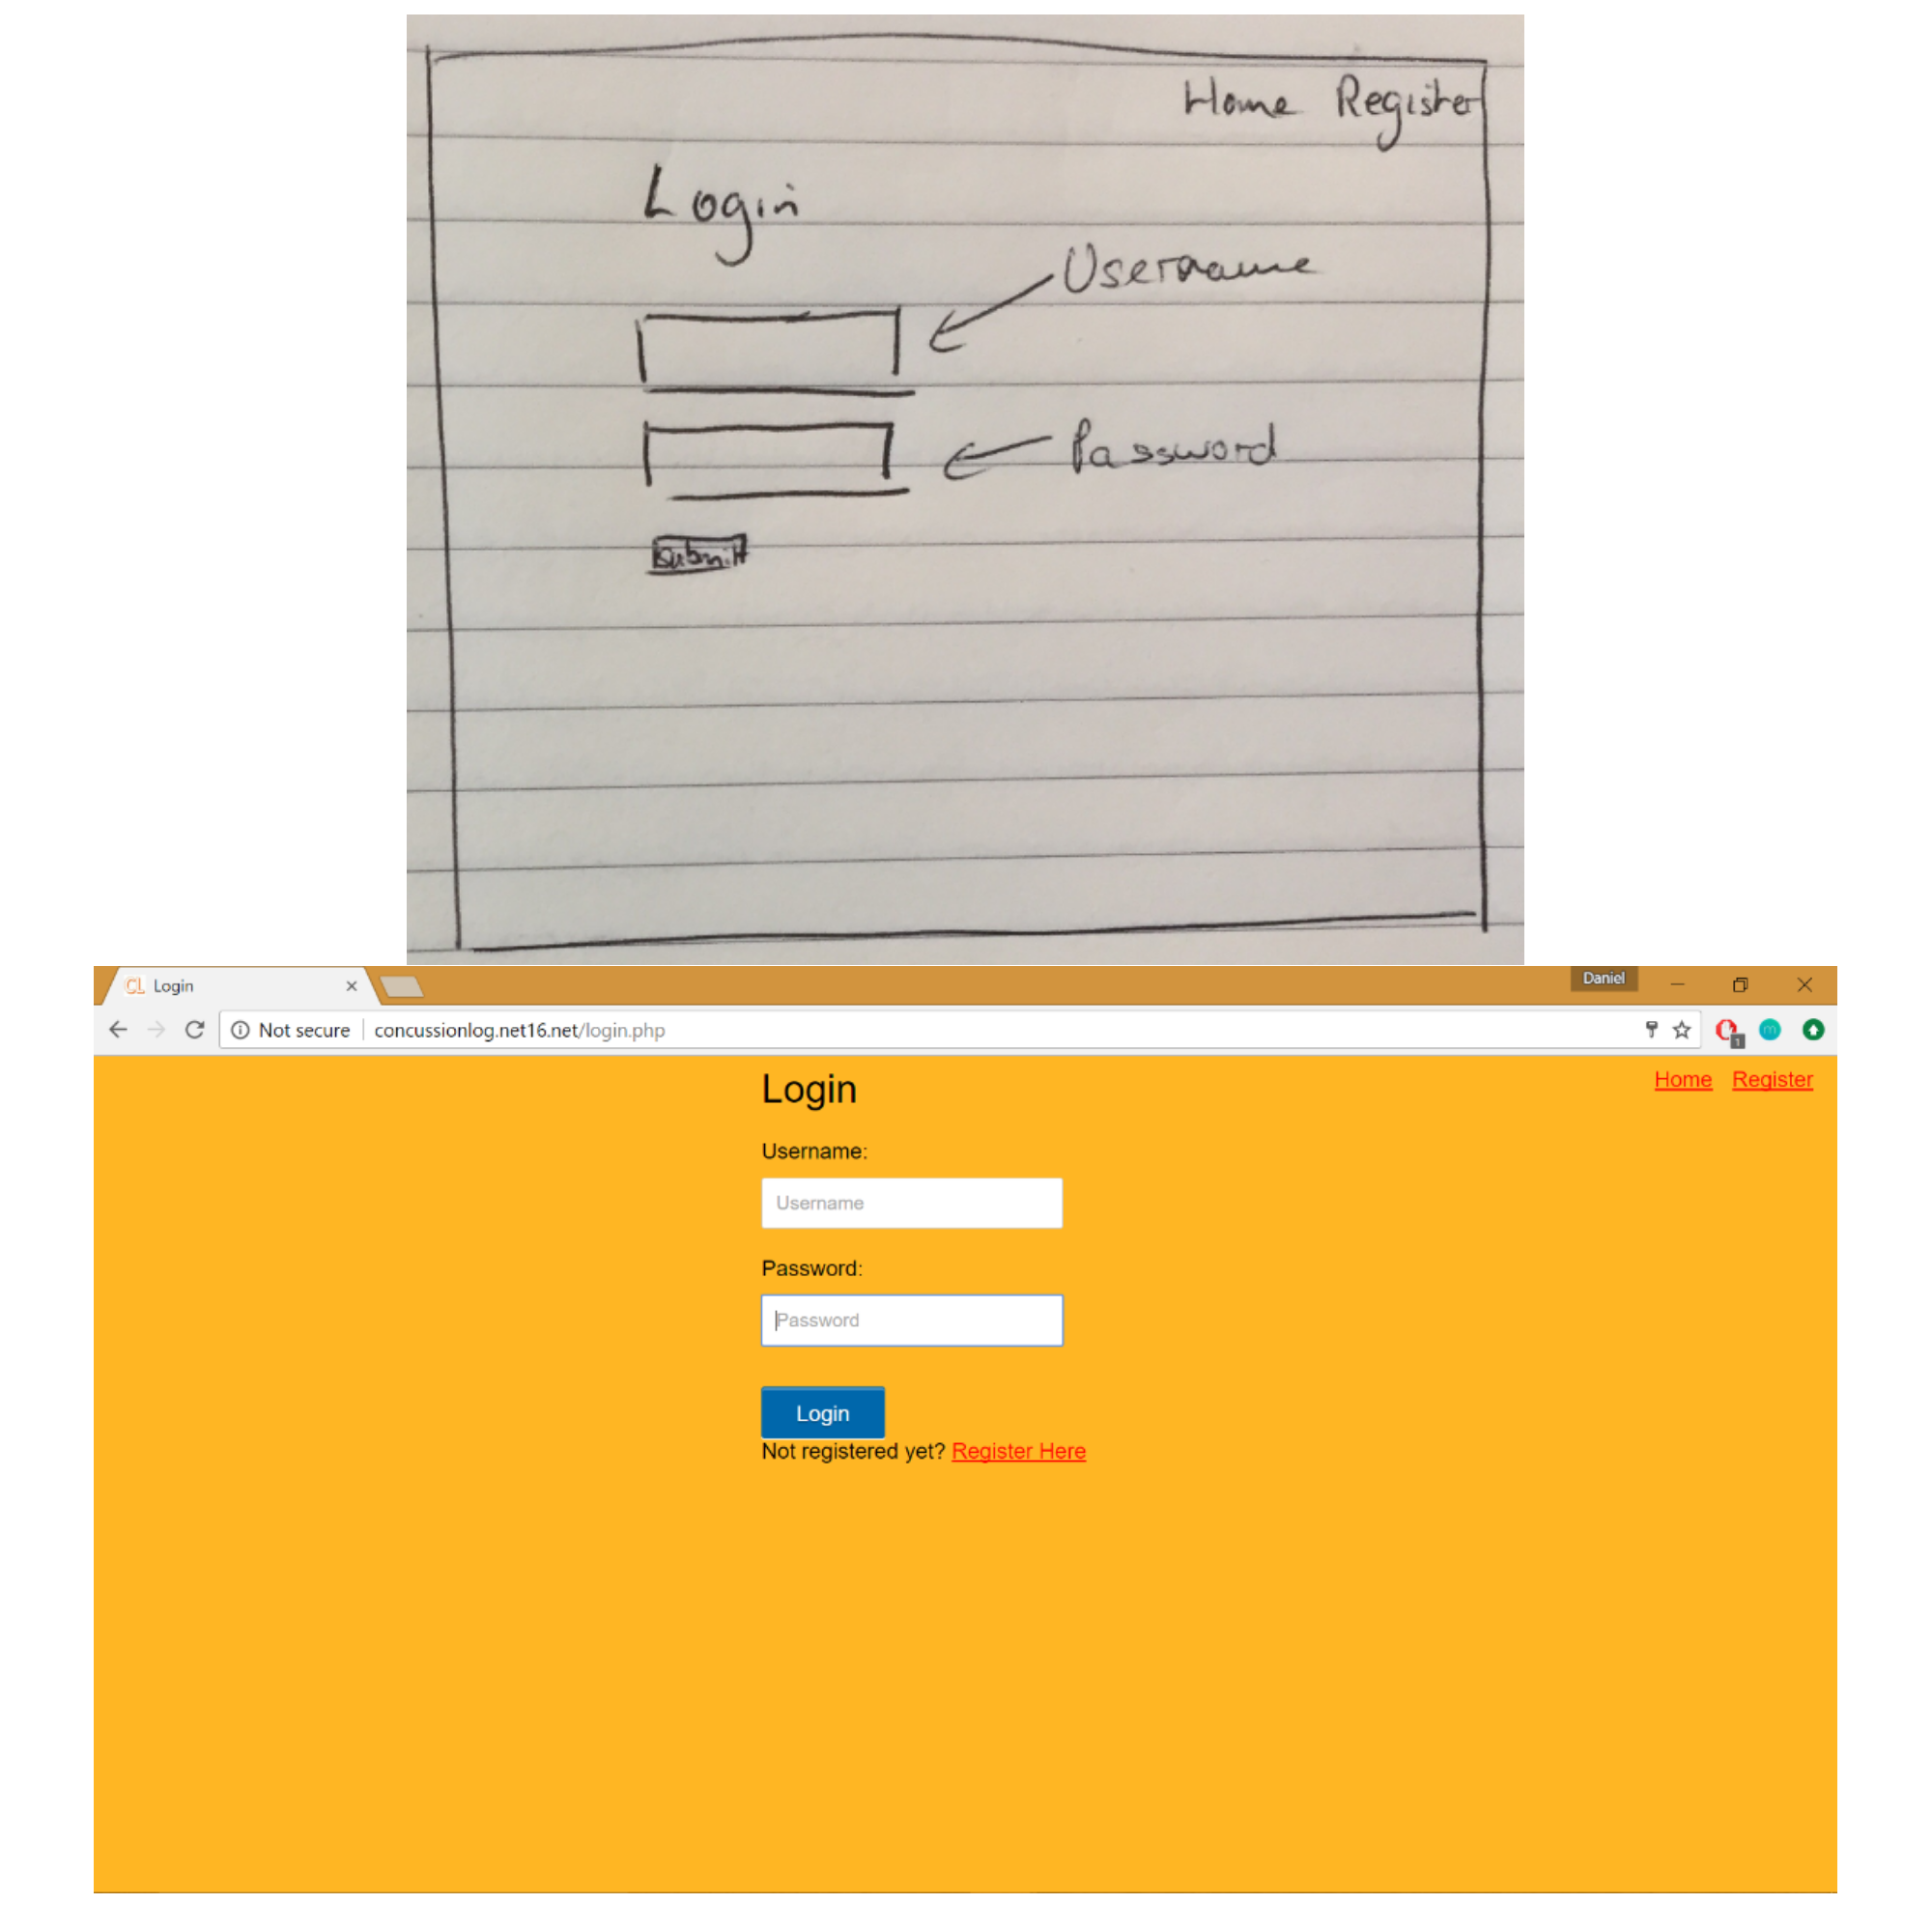 Home Register
Login
Username
Password
Submit
CL Login
Daniel
Not secure concussionlog.net16.net/login.php
1
Login
Home Register
Username:
Username
Password:
Password
Login
Not registered yet? Register Here